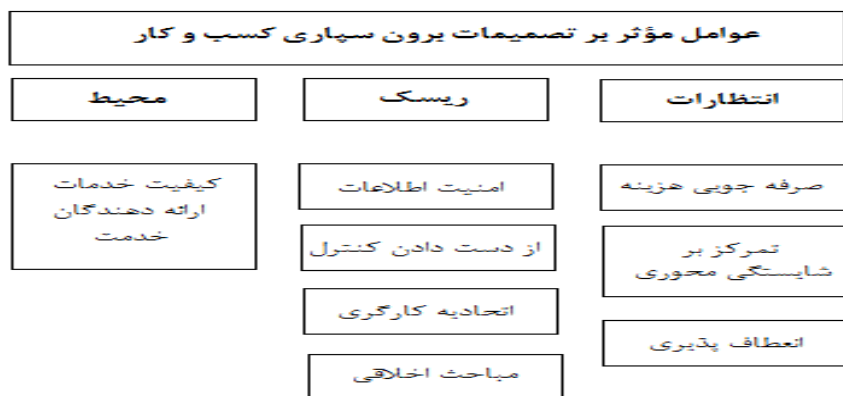 عوامل مؤثر بر تصمیمات برون سپاری کسب و کار
انتظارات
ریسک
محیط
صرفه جویی هزینه
تمرکز بر
شایستگی محوری
انعطاف پذیری
امنیت اطلاعات
از دست دادن کنترل
اتحادیه کارگری
مباحث اخلاقی
کیفیت خدمات
ارائه دهندگان
خدمت